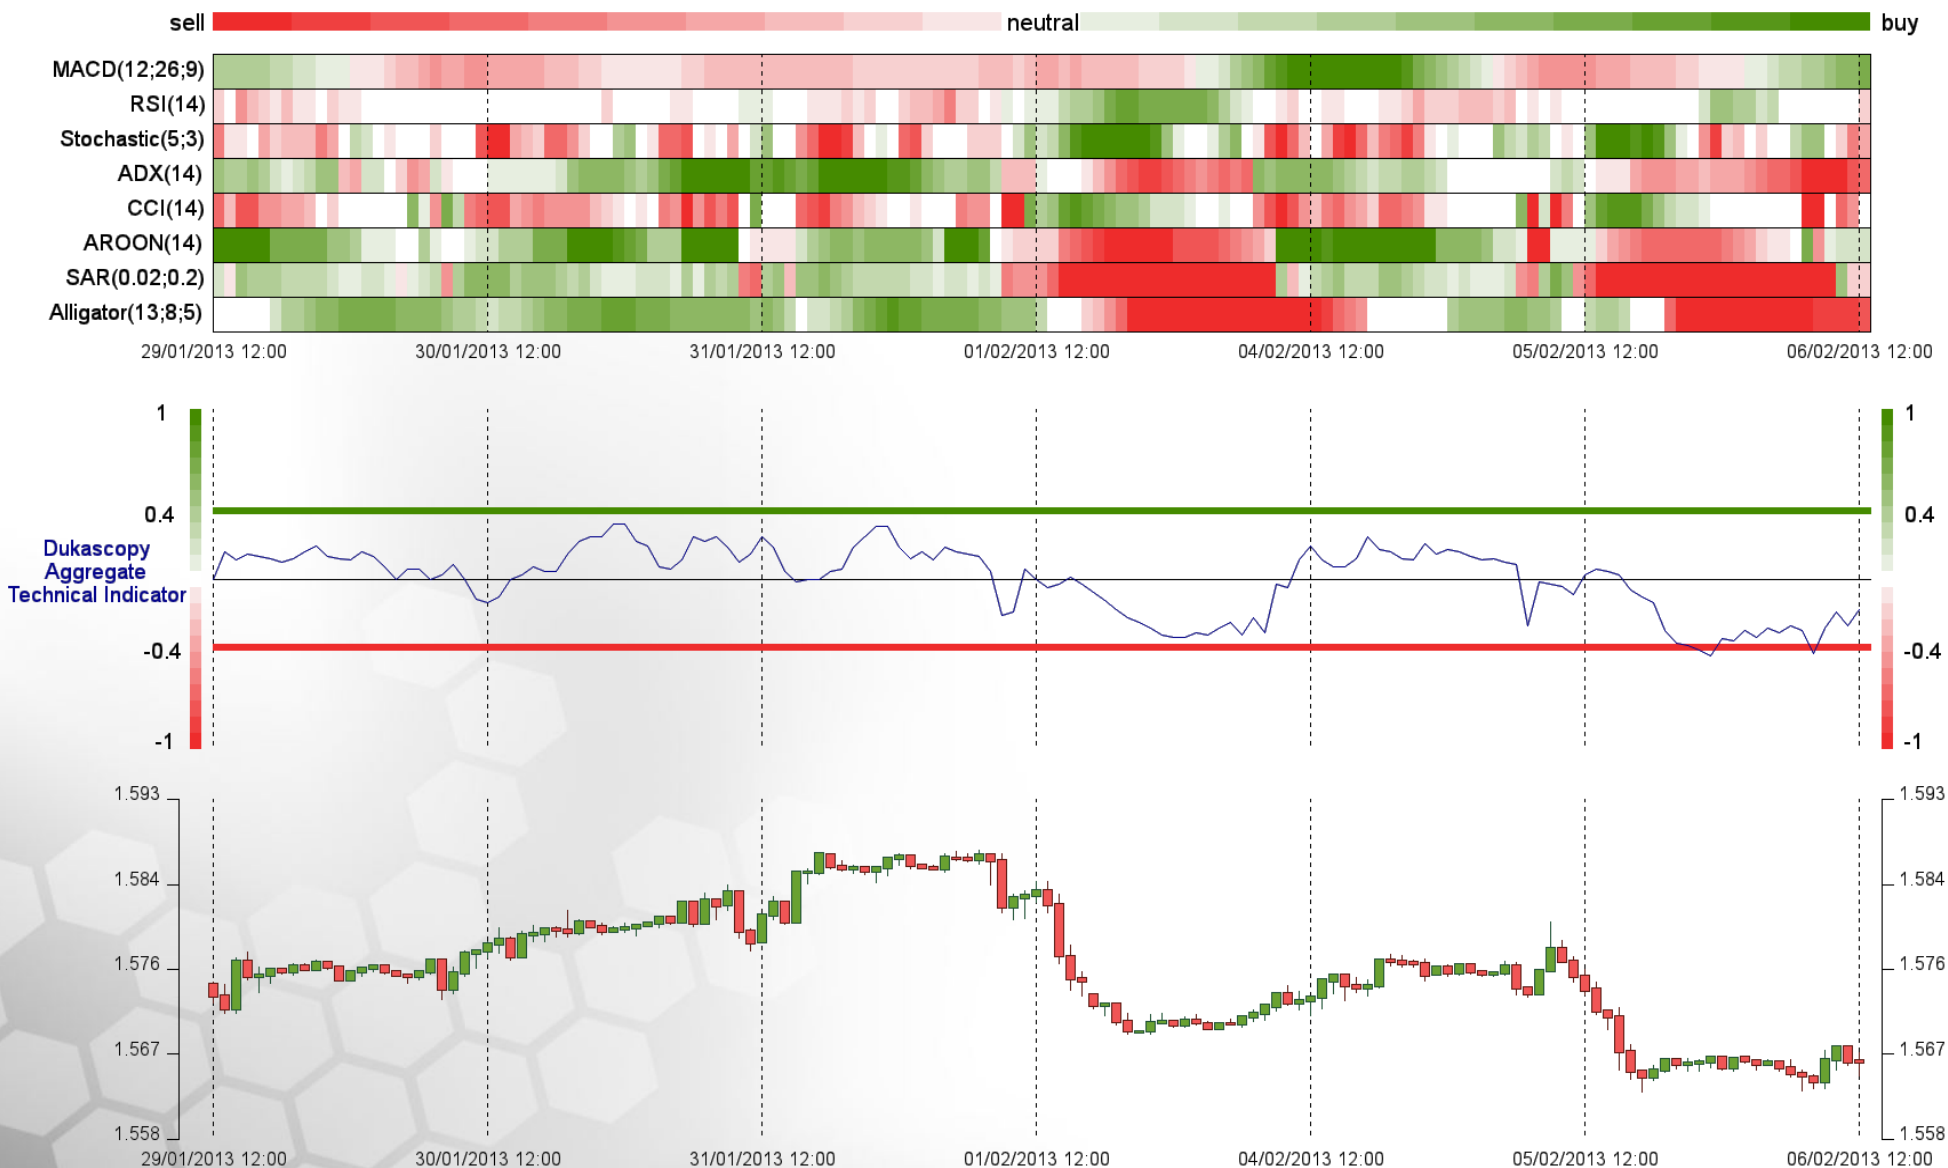 sell neutral buy
MACD(12;26;9)
RSI(14)
Stochastic(5;3)
ADX(14)
CCI(14)
AROON(14)
SAR(0.02;0.2)
Alligator(13;8;5)
29/01/2013 12:00 30/01/2013 12:00 31/01/2013 12:00 01/02/2013 12:00 04/02/2013 12:00 05/02/2013 12:00 06/02/2013 12:00
1 1
0.4 0.4
Dukascopy
Aggregate
Technical Indicator
-0.4 -0.4
-1 -1
1.593 1.593
1.584 1.584
1.576 1.576
1.567 1.567
1.558 1.558
29/01/2013 12:00 30/01/2013 12:00 31/01/2013 12:00 01/02/2013 12:00 04/02/2013 12:00 05/02/2013 12:00 06/02/2013 12:00